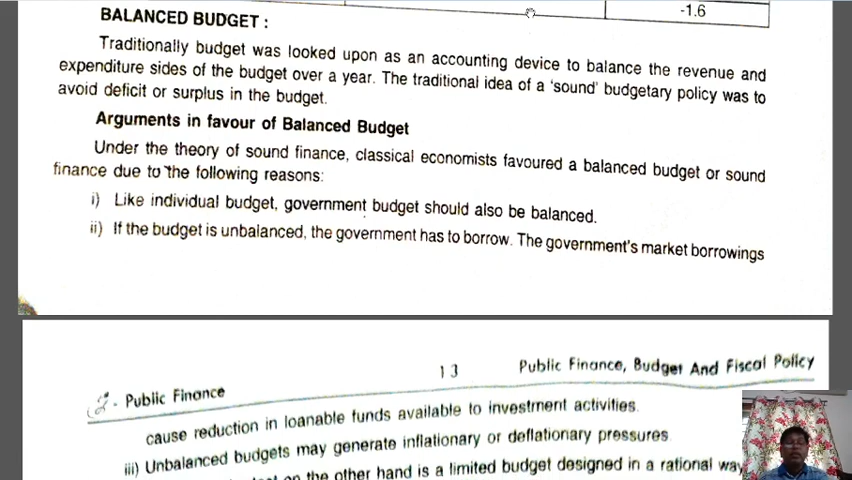 -1.6
BALANCED BUDGET :
Traditionally budget was looked upon as an accounting device to balance the revenue and
expenditure sides of the budget over a year. The traditional idea of a 'sound' budgetary policy was to
avoid deficit or surplus in the budget.
Arguments in favour of Balanced Budget
Under the theory of sound finance, classical economists favoured a balanced budget or sound
finance due to the following reasons:
i) Like individual budget, government budget should also be balanced.
ii) If the budget is unbalanced, the government has to borrow. The government's market borrowings
13 Public Finance, Budget And Fiscal Policy
2 - Public Finance
cause reduction in loanable funds available to investment activities.
iii) Unbalanced budgets may generate inflationary or deflationary pressures
on the other hand is a limited budget designed in a rational way